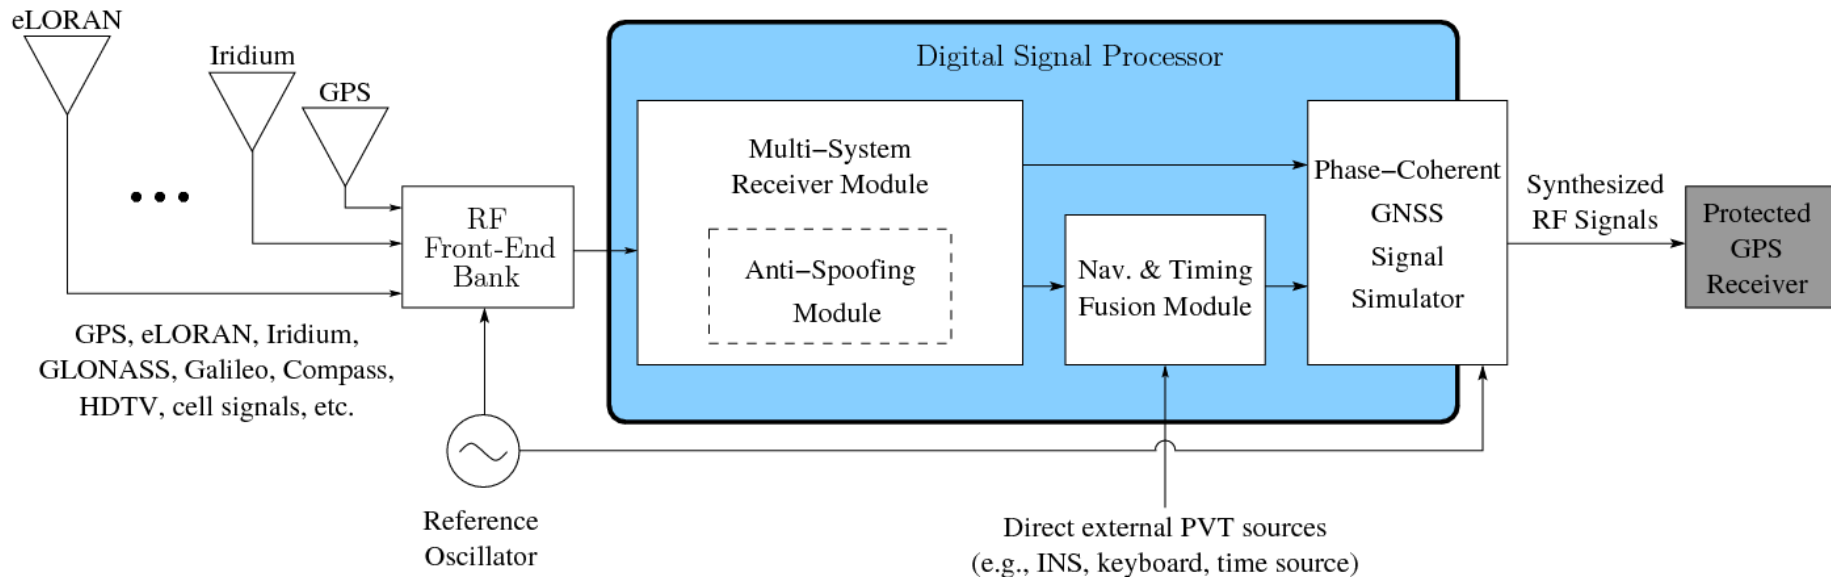 eLORAN
Iridium
GPS
Digital Signal Processor
RF
Front-End
Bank
Multi−System
Receiver Module
Anti−Spoofing
Module
Nav. & Timing
Fusion Module
Phase−Coherent
GNSS
Signal
Simulator
Synthesized
RF Signals
Protected
GPS
Receiver
GPS, eLORAN, Iridium,
GLONASS, Galileo, Compass,
HDTV, cell signals, etc.
Reference
Oscillator
Direct external PVT sources
(e.g., INS, keyboard, time source)